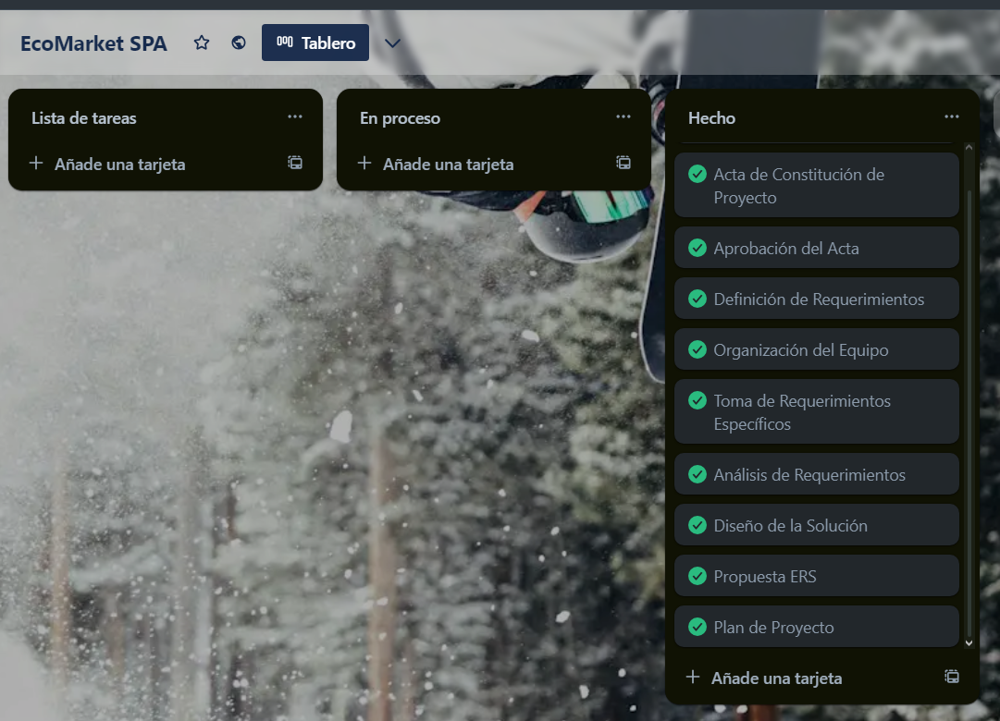 EcoMarket SPA
Tablero
Lista de tareas
Añade una tarjeta
En proceso
Añade una tarjeta
Hecho
Acta de Constitución de
Proyecto
Aprobación del Acta
Definición de Requerimientos
Organización del Equipo
Toma de Requerimientos
Específicos
Análisis de Requerimientos
Diseño de la Solución
Propuesta ERS
Plan de Proyecto
Añade una tarjeta